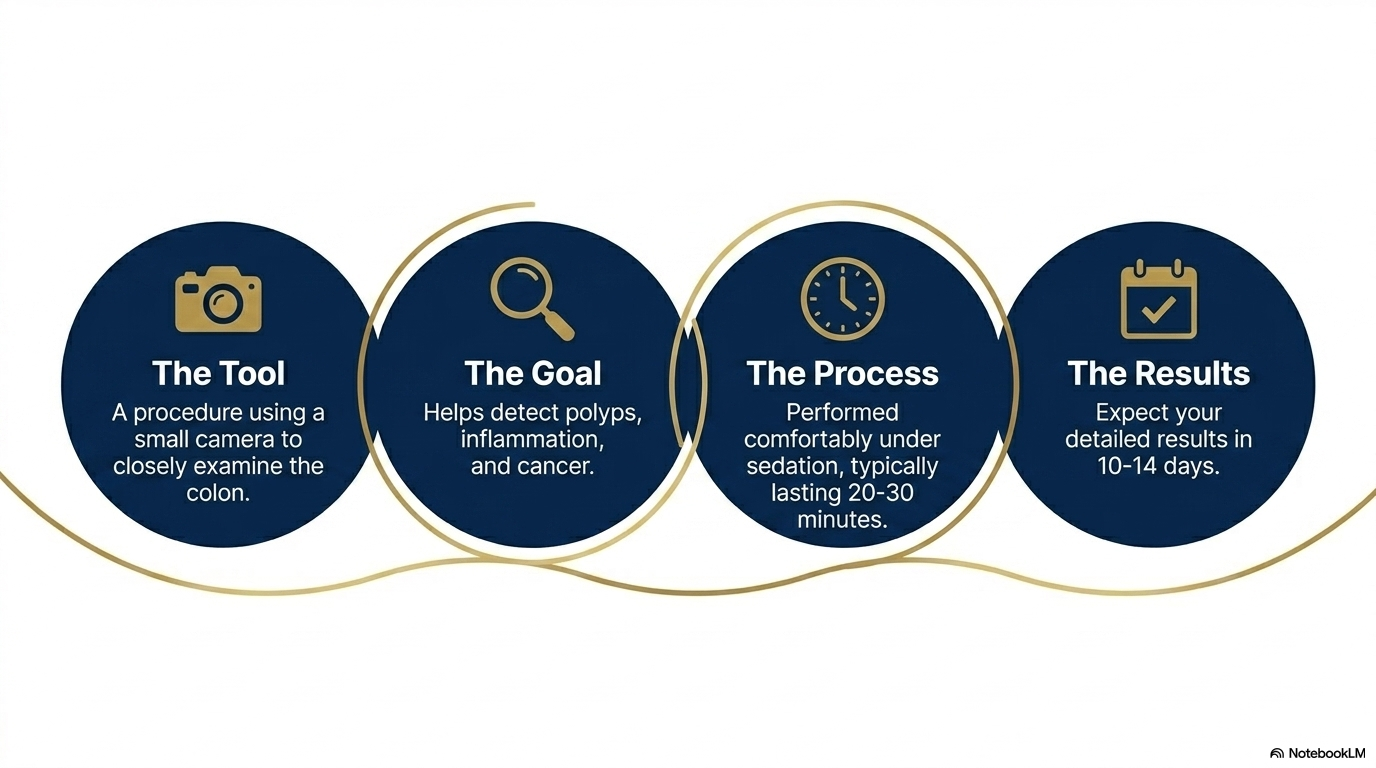 The Tool
A procedure using a
small camera to
closely examine the
colon.
The Goal
Helps detect polyps,
inflammation,
and cancer.
The Process
Performed
comfortably under
sedation, typically
lasting 20-30
minutes.
The Results
Expect your
detailed results in
10-14 days.
NotebookLM